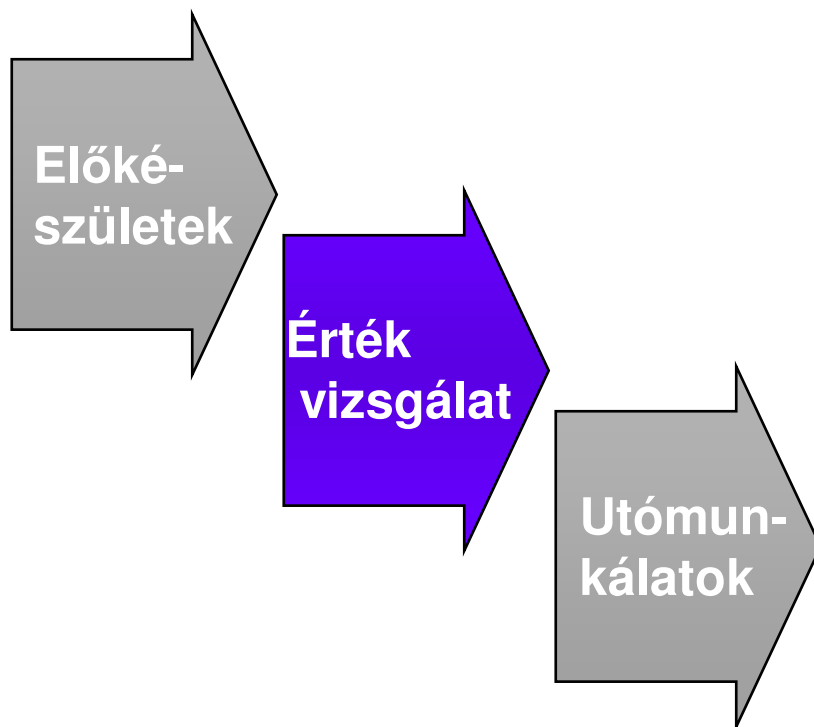 Előké-
születek
Érték
vizsgálat
Utómun-
kálatok